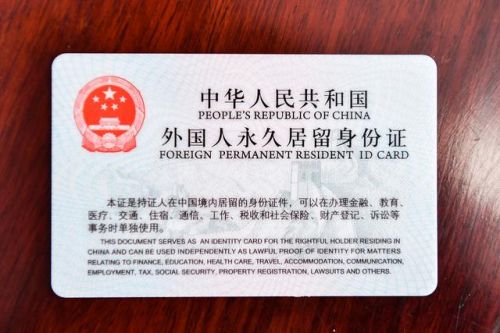 中华人民共和国
PEOPLE'S REPUBLIC OF CHINA
外国人永久居留身份证
FOREIGN PERMANENT RESIDENT ID CARD
本证是持证人在中国境内居留的身份证件，可以在办理金融、教育、
医疗、交通、住宿、通信、工作、税收和社会保险、财产登记、诉讼等
事务时单独使用。
THIS DOCUMENT SERVES AS AN IDENTITY CARD FOR THE RIGHTFUL HOLDER RESIDING IN
CHINA AND CAN BE USED INDEPENDENTLY AS LAWFUL PROOF OF IDENTITY FOR MATTERS
RELATING TO FINANCE, EDUCATION, HEALTH CARE, TRAVEL, ACCOMMODATION, COMMUNICATION,
EMPLOYMENT, TAX, SOCIAL SECURITY, PROPERTY REGISTRATION, LAWSUITS AND OTHERS.